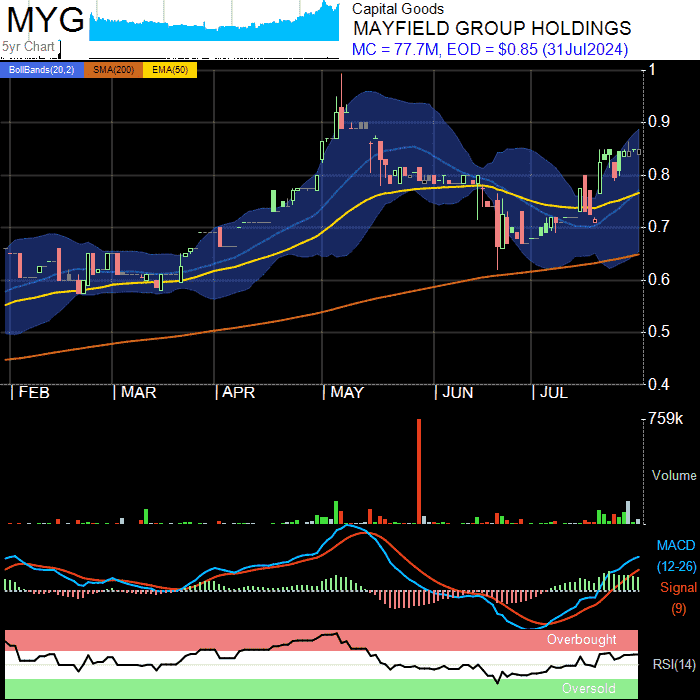 MYG
5yr Chart
Capital Goods
MAYFIELD GROUP HOLDINGS
MC = 77.7M, EOD = $0.85 (31Jul2024)
BollBands(20,2) SMA(200) EMA(50)
1
0.9
0.8
0.7
0.6
0.5
0.4
FEB MAR APR MAY JUN JUL
759k
Volume
MACD
(12-26)
Signal
(9)
Overbought
RSI(14)
Oversold